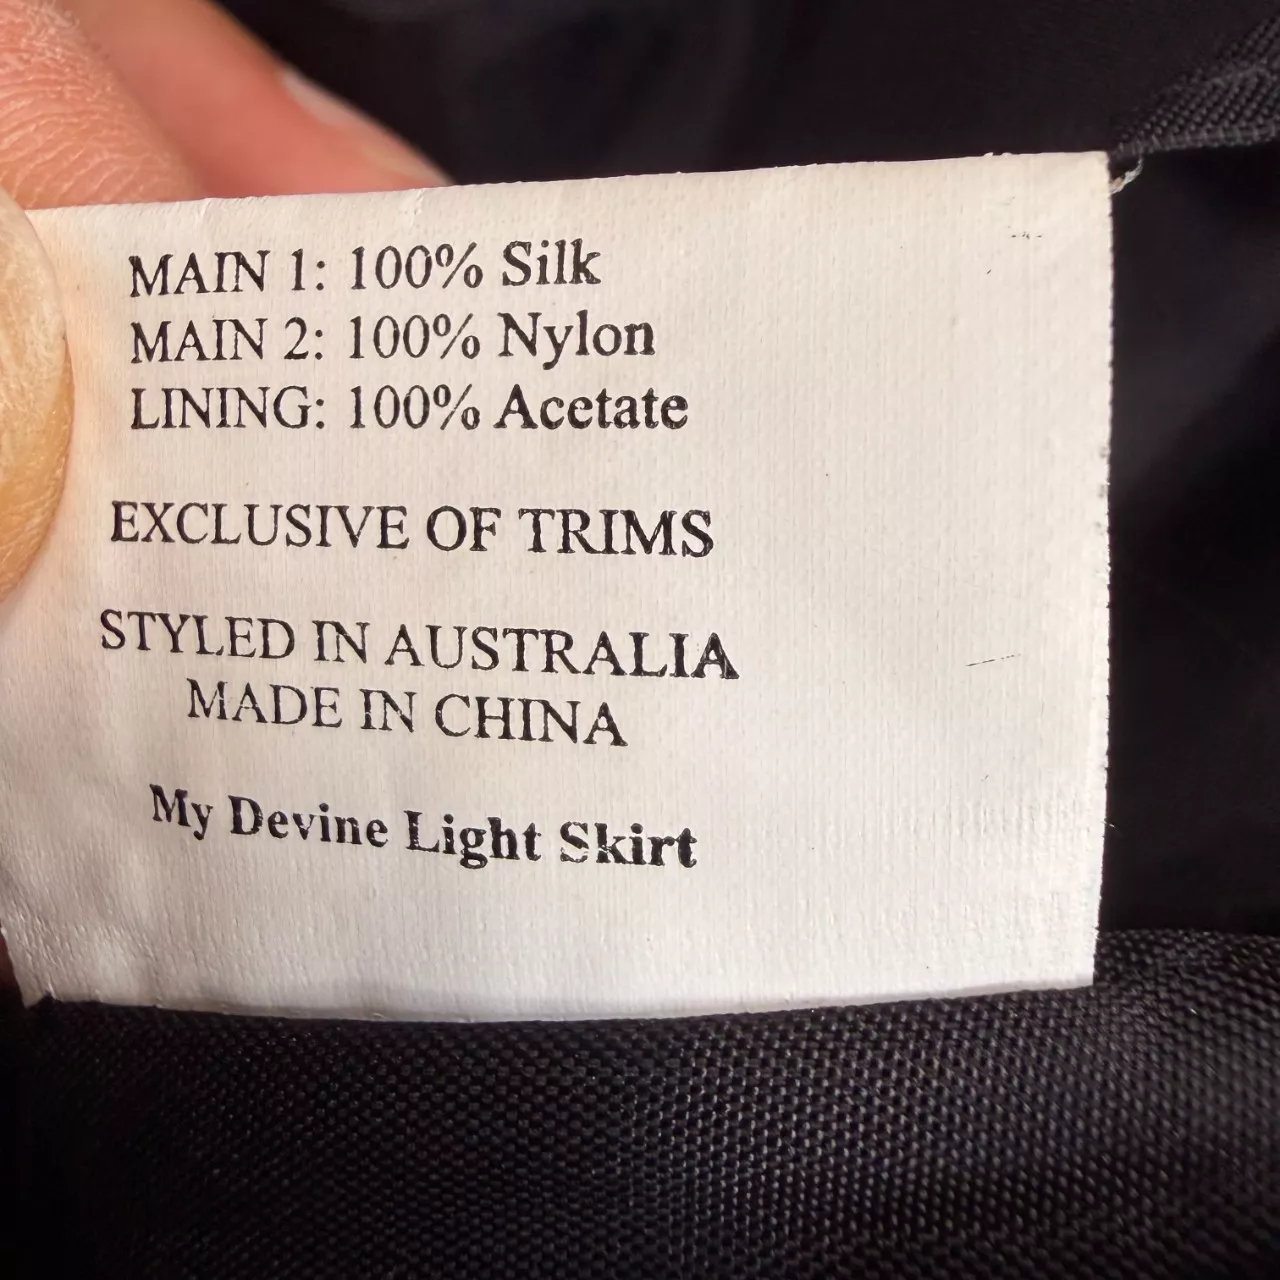 MAIN 1: 100% Silk
MAIN 2: 100% Nylon
LINING: 100% Acetate
EXCLUSIVE OF TRIMS
STYLED IN AUSTRALIA
MADE IN CHINA
My Devine Light Skirt